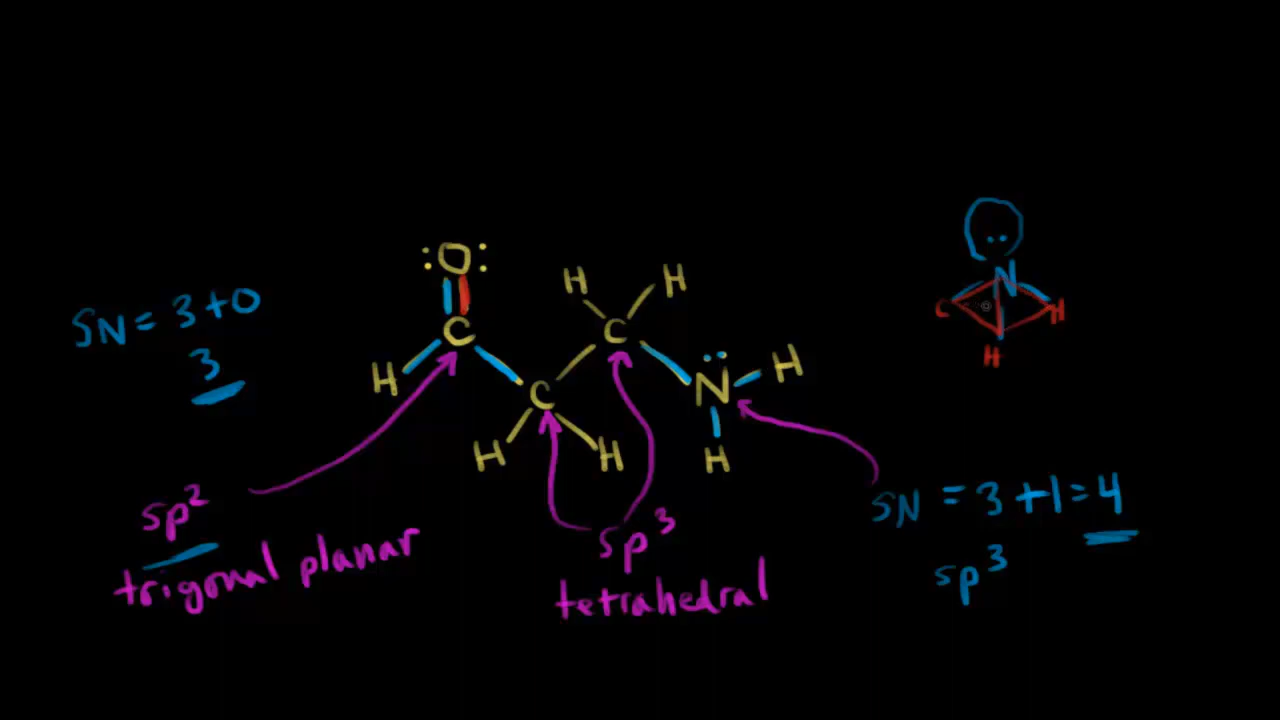 SN = 3 + 0
3
sp²
trigonal planar
:O:
H C C H
H
H
C
H H
N H
H
sp³
tetrahedral
N
C H
H
SN = 3 + 1 = 4
sp³